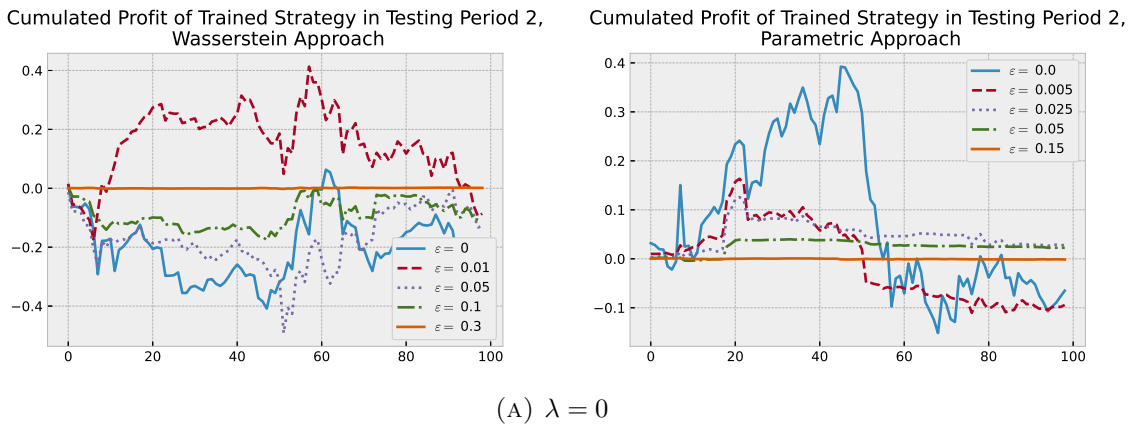 Cumulated Profit of Trained Strategy in Testing Period 2,
Wasserstein Approach
0.4
0.2
0.0
−0.2
−0.4
0 20 40 60 80 100
ε = 0
ε = 0.01
ε = 0.05
ε = 0.1
ε = 0.3
Cumulated Profit of Trained Strategy in Testing Period 2,
Parametric Approach
0.4
0.3
0.2
0.1
0.0
−0.1
0 20 40 60 80 100
ε = 0.0
ε = 0.005
ε = 0.025
ε = 0.05
ε = 0.15
(A) λ = 0